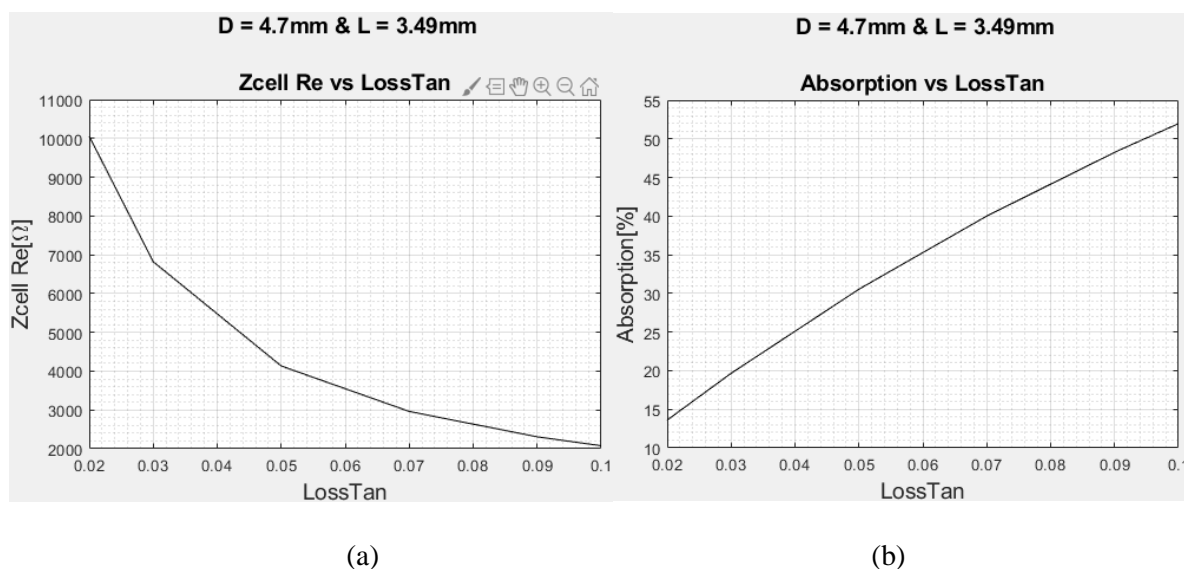 D = 4.7mm & L = 3.49mm
Zcell Re vs LossTan
11000
10000
9000
8000
7000
6000
5000
4000
3000
2000
Zcell Re[Ω]
0.02 0.03 0.04 0.05 0.06 0.07 0.08 0.09 0.1
LossTan
(a)
D = 4.7mm & L = 3.49mm
Absorption vs LossTan
55
50
45
40
35
30
25
20
15
10
Absorption[%]
0.02 0.03 0.04 0.05 0.06 0.07 0.08 0.09 0.1
LossTan
(b)